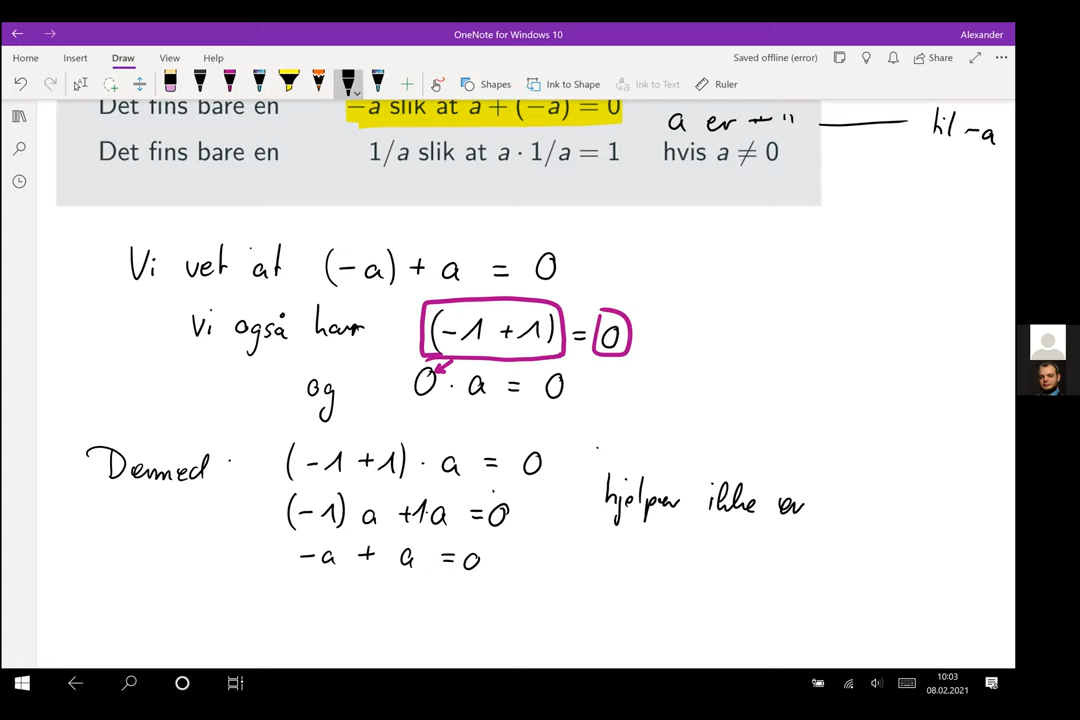 OneNote for Windows 10
Alexander
Home Insert Draw View Help
Saved offline (error)
Share
Shapes Ink to Shape Ink to Text Ruler
Det fins bare en −a slik at a + (−a) = 0
a er — " — til -a
Det fins bare en 1/a slik at a · 1/a = 1 hvis a ≠ 0
Vi vet at (-a) + a = 0
Vi også har (-1 + 1) = 0
og 0 · a = 0
Dermed: (-1 + 1) · a = 0
(-1) a + 1·a = 0
hjelper ikke er
-a + a = 0
10:03
08.02.2021